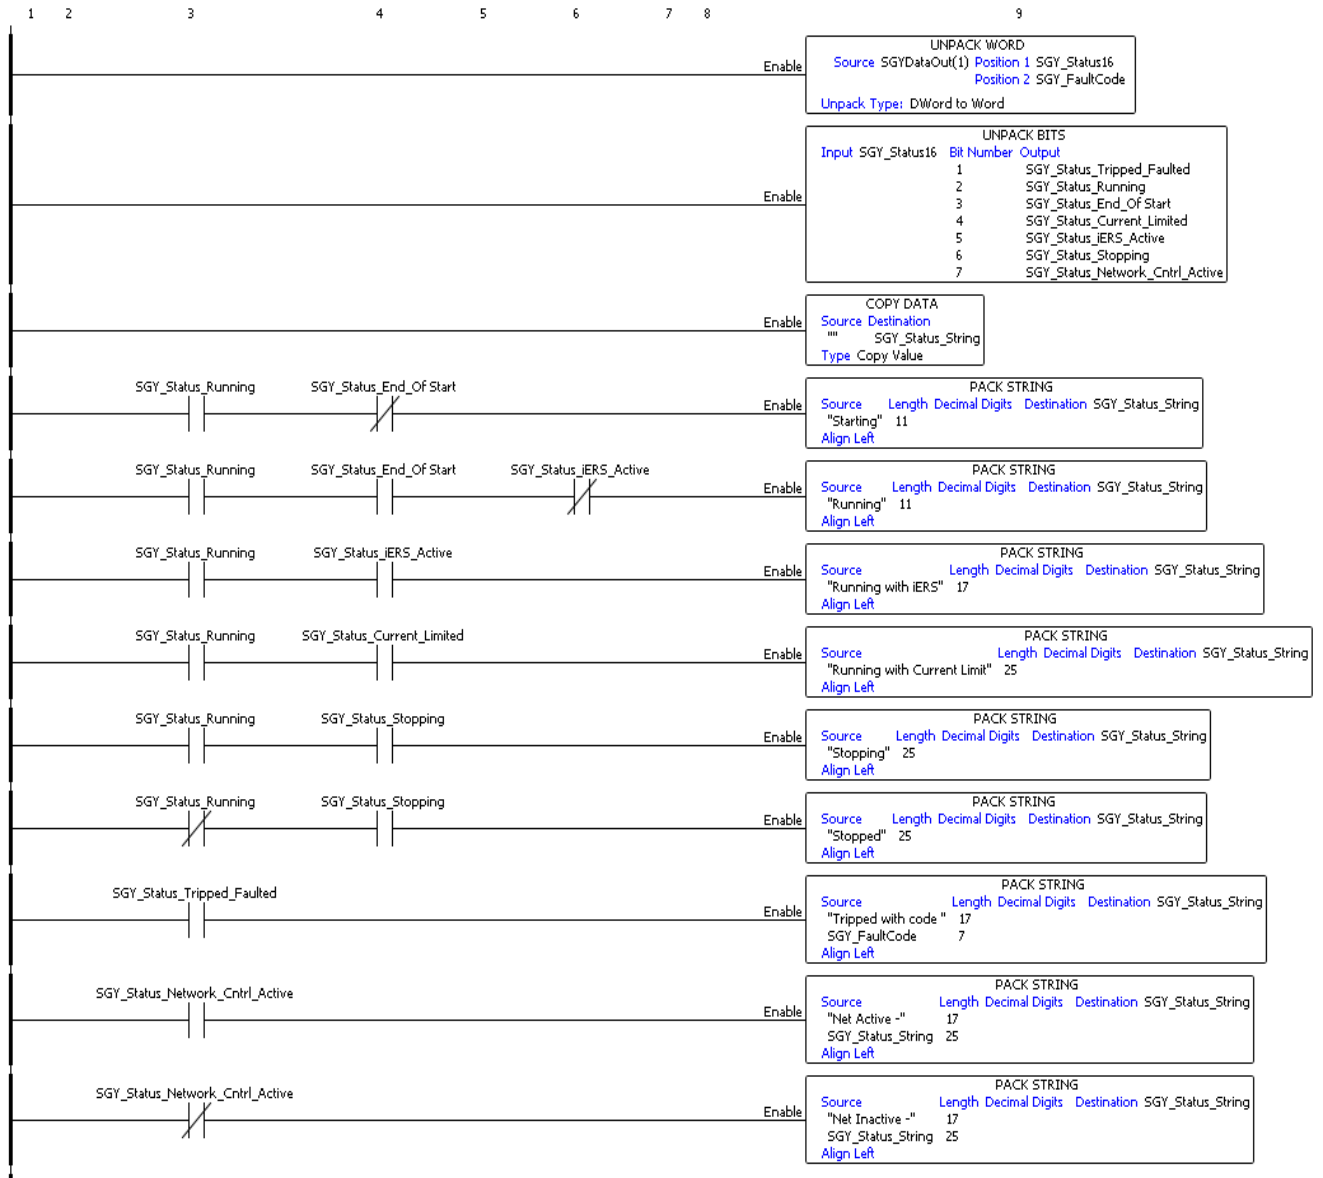 1 2 3 4 5 6 7 8 9
UNPACK WORD
Enable Source SGYDataOut(1) Position 1 SGY_Status16
Position 2 SGY_FaultCode
Unpack Type: DWord to Word
UNPACK BITS
Input SGY_Status16 Bit Number Output
1 SGY_Status_Tripped_Faulted
2 SGY_Status_Running
Enable 3 SGY_Status_End_Of Start
4 SGY_Status_Current_Limited
5 SGY_Status_iERS_Active
6 SGY_Status_Stopping
7 SGY_Status_Network_Cntrl_Active
COPY DATA
Enable Source Destination
"" SGY_Status_String
Type Copy Value
SGY_Status_Running SGY_Status_End_Of Start PACK STRING
Enable Source Length Decimal Digits Destination SGY_Status_String
"Starting" 11
Align Left
SGY_Status_Running SGY_Status_End_Of Start SGY_Status_iERS_Active PACK STRING
Enable Source Length Decimal Digits Destination SGY_Status_String
"Running" 11
Align Left
SGY_Status_Running SGY_Status_iERS_Active PACK STRING
Enable Source Length Decimal Digits Destination SGY_Status_String
"Running with iERS" 17
Align Left
SGY_Status_Running SGY_Status_Current_Limited PACK STRING
Enable Source Length Decimal Digits Destination SGY_Status_String
"Running with Current Limit" 25
Align Left
SGY_Status_Running SGY_Status_Stopping PACK STRING
Enable Source Length Decimal Digits Destination SGY_Status_String
"Stopping" 25
Align Left
SGY_Status_Running SGY_Status_Stopping PACK STRING
Enable Source Length Decimal Digits Destination SGY_Status_String
"Stopped" 25
Align Left
SGY_Status_Tripped_Faulted PACK STRING
Enable Source Length Decimal Digits Destination SGY_Status_String
"Tripped with code " 17
SGY_FaultCode 7
Align Left
SGY_Status_Network_Cntrl_Active PACK STRING
Enable Source Length Decimal Digits Destination SGY_Status_String
"Net Active -" 17
SGY_Status_String 25
Align Left
SGY_Status_Network_Cntrl_Active PACK STRING
Enable Source Length Decimal Digits Destination SGY_Status_String
"Net Inactive -" 17
SGY_Status_String 25
Align Left